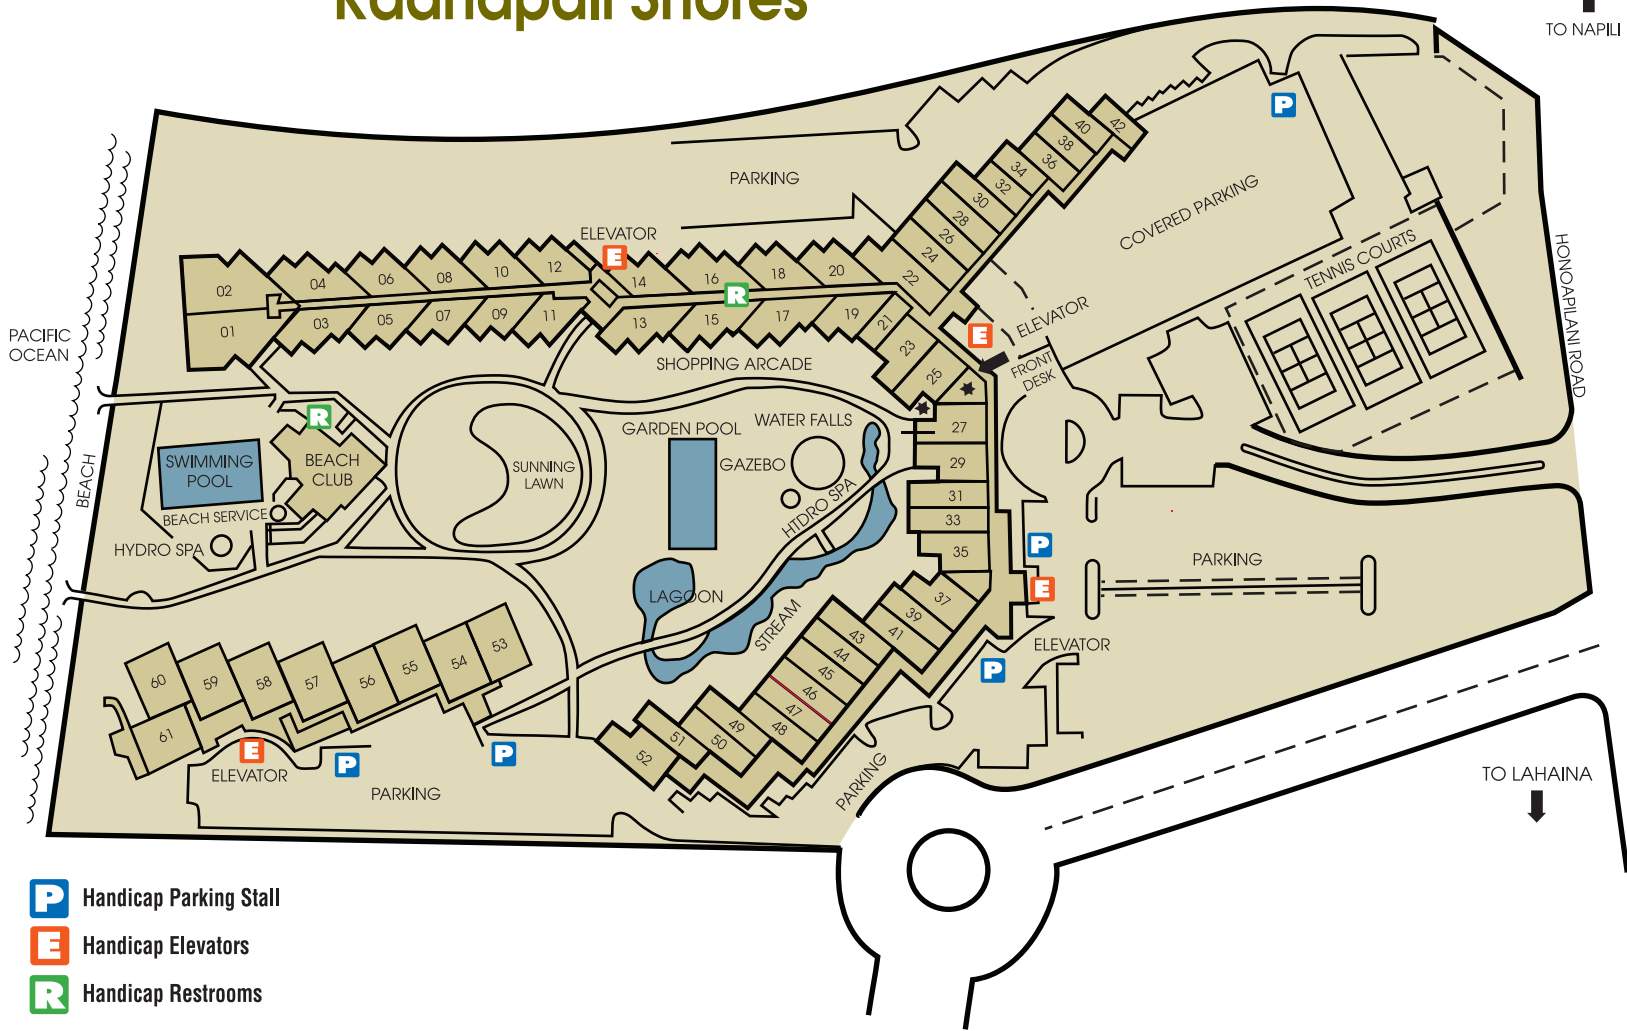 Kaanapali Shores
TO NAPILI
PARKING
COVERED PARKING
TENNIS COURTS
HONOAPILANI ROAD
42
40
38
36
34
32
30
28
26
24
22
ELEVATOR
E
P
02
04
06
08
10
12
14
16
18
20
R
01
03
05
07
09
11
13
15
17
19
21
23
25
E
ELEVATOR
FRONT
DESK
PACIFIC
OCEAN
BEACH
SHOPPING ARCADE
R
SWIMMING
POOL
BEACH
CLUB
BEACH SERVICE
HYDRO SPA
SUNNING
LAWN
GARDEN POOL
WATER FALLS
GAZEBO
HTDRO SPA
LAGOON
STREAM
27
29
31
33
35
37
39
41
43
44
45
46
47
48
49
50
51
52
P
E
ELEVATOR
P
PARKING
PARKING
53
54
55
56
57
58
59
60
61
E
ELEVATOR
P
P
PARKING
TO LAHAINA
P Handicap Parking Stall
E Handicap Elevators
R Handicap Restrooms